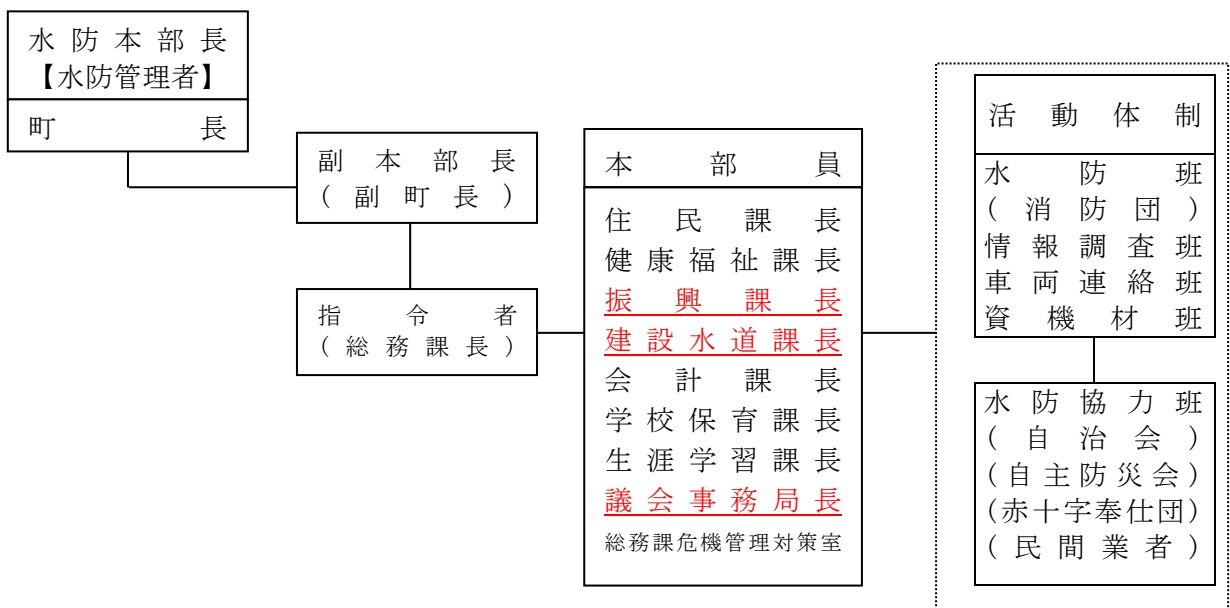 水防本部長
【水防管理者】
町長
副本部長
(副町長)
指令者
(総務課長)
本部員
住民課長
健康福祉課長
振興課長
建設水道課長
会計課長
学校保育課長
生涯学習課長
議会事務局長
総務課危機管理対策室
活動体制
水防班
(消防団)
情報調査班
車両連絡班
資機材班
水防協力班
(自治会)
(自主防災会)
(赤十字奉仕団)
(民間業者)